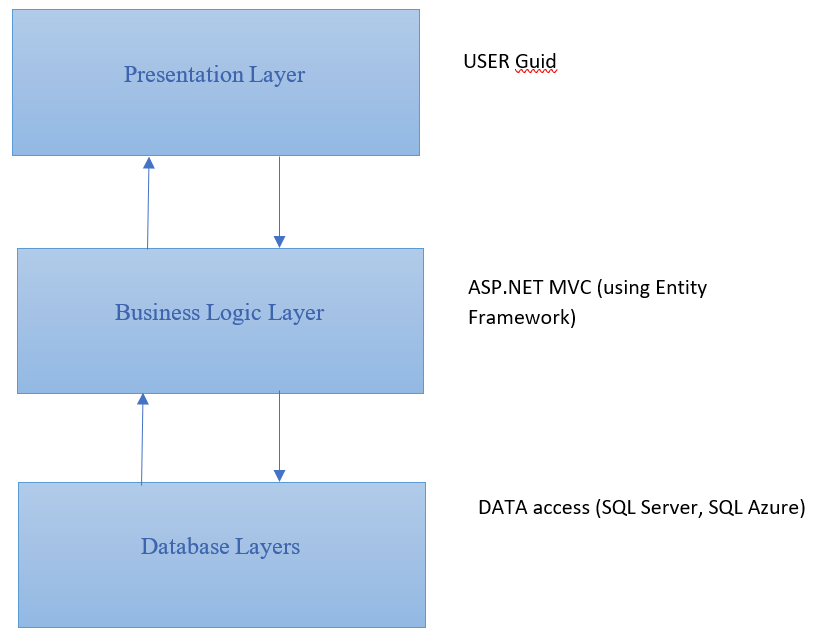 Presentation Layer
USER Guid
Business Logic Layer
ASP.NET MVC (using Entity
Framework)
DATA access (SQL Server, SQL Azure)
Database Layers